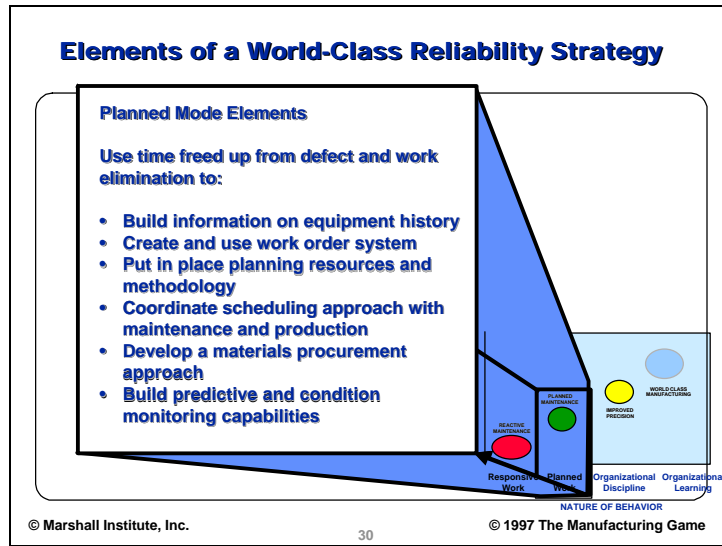 Elements of a World-Class Reliability Strategy
Planned Mode Elements
Use time freed up from defect and work
elimination to:
• Build information on equipment history
• Create and use work order system
• Put in place planning resources and
methodology
• Coordinate scheduling approach with
maintenance and production
• Develop a materials procurement
approach
• Build predictive and condition
monitoring capabilities
REACTIVE
MAINTENANCE
PLANNED
MAINTENANCE
IMPROVED
PRECISION
WORLD CLASS
MANUFACTURING
Responsive
Work
Planned
Work
Organizational
Discipline
Organizational
Learning
NATURE OF BEHAVIOR
© Marshall Institute, Inc.
30
© 1997 The Manufacturing Game